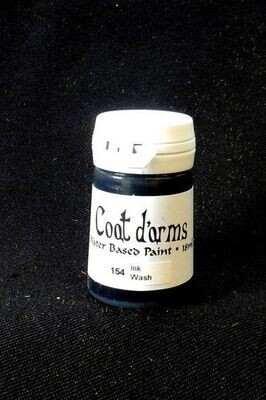 Coat d'arms
Water Based Paint • 18ml
154 Ink
Wash